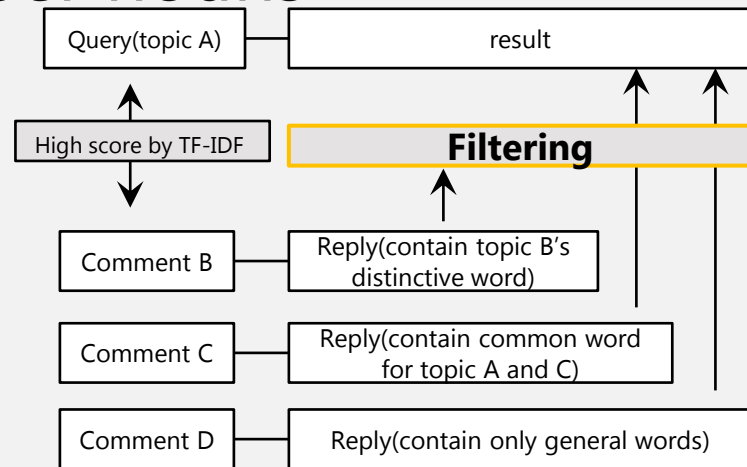 Query(topic A)
result
High score by TF-IDF
Filtering
Comment B
Reply(contain topic B's
distinctive word)
Comment C
Reply(contain common word
for topic A and C)
Comment D
Reply(contain only general words)